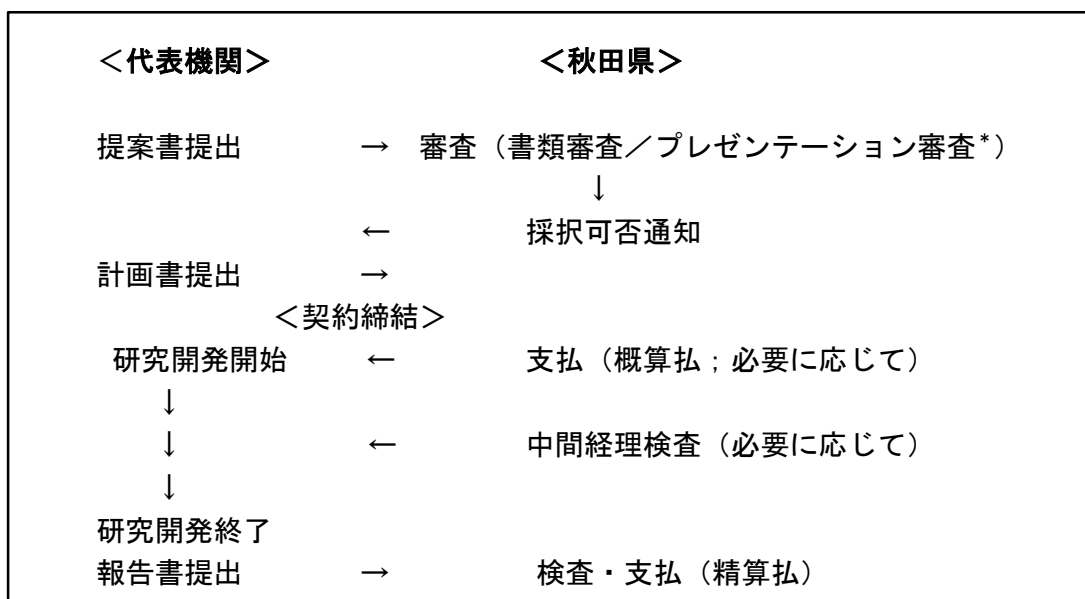 ＜代表機関＞ ＜秋田県＞
提案書提出 → 審査（書類審査／プレゼンテーション審査*）
↓
← 採択可否通知
計画書提出 →
＜契約締結＞
研究開発開始 ← 支払（概算払；必要に応じて）
↓
↓ ← 中間経理検査（必要に応じて）
↓
研究開発終了
報告書提出 → 検査・支払（精算払）